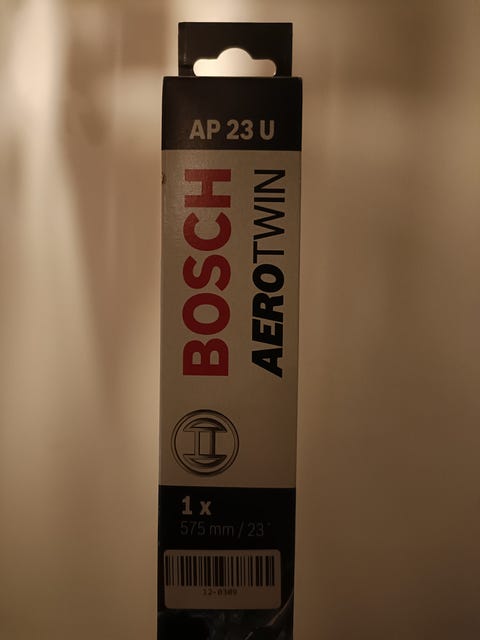 AP 23 U
BOSCH
AEROTWIN
1 x
575 mm / 23"
12-0309